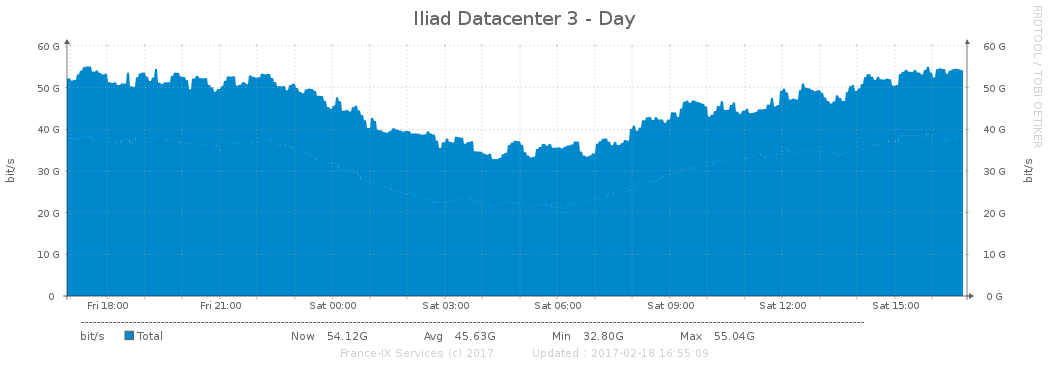 Iliad Datacenter 3 - Day
RRDTOOL / TOBI OETIKER
60 G 60 G
50 G 50 G
40 G 40 G
30 G 30 G
20 G 20 G
10 G 10 G
0 0 G
bit/s bit/s
Fri 18:00 Fri 21:00 Sat 00:00 Sat 03:00 Sat 06:00 Sat 09:00 Sat 12:00 Sat 15:00
bit/s Total Now 54.12G Avg 45.63G Min 32.80G Max 55.04G
France-IX Services (c) 2017 Updated : 2017-02-18 16:55:09